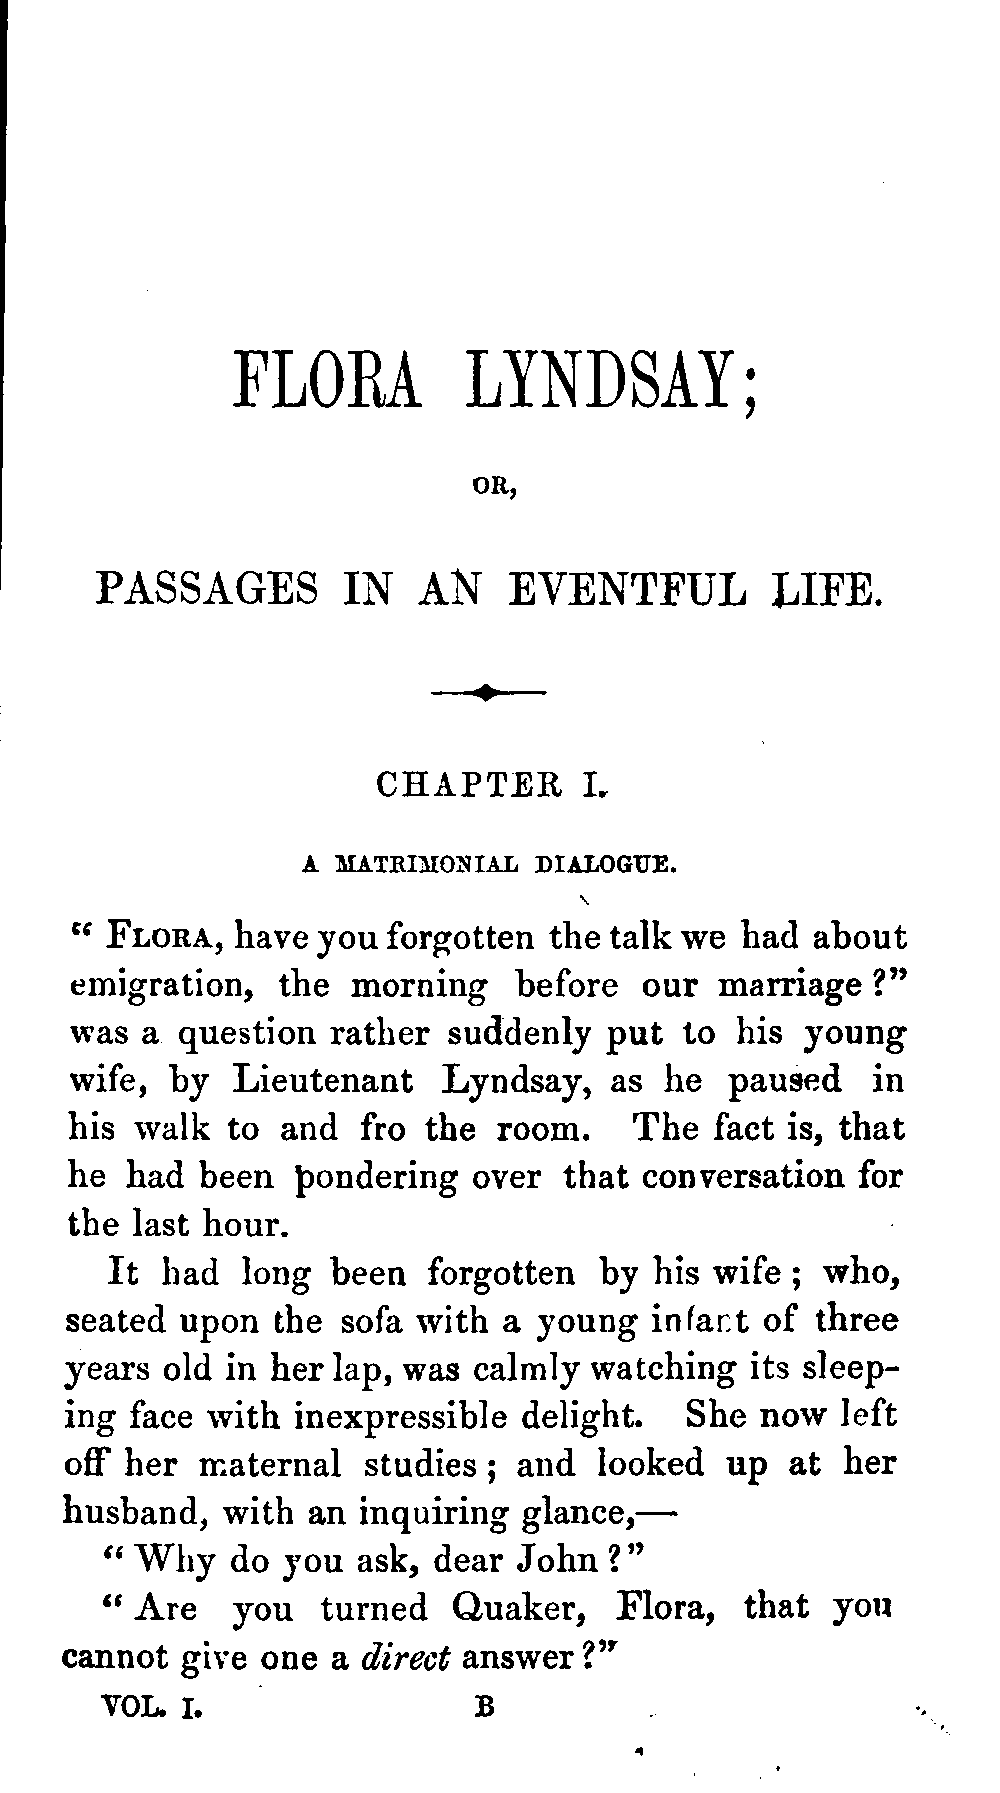 FLORA LYNDSAY;
OR,
PASSAGES IN AN EVENTFUL LIFE.
CHAPTER I.
A MATRIMONIAL DIALOGUE.
“ FLORA, have you forgotten the talk we had about
emigration, the morning before our marriage ?”
was a question rather suddenly put to his young
wife, by Lieutenant Lyndsay, as he paused in
his walk to and fro the room. The fact is, that
he had been pondering over that conversation for
the last hour.
It had long been forgotten by his wife ; who,
seated upon the sofa with a young infant of three
years old in her lap, was calmly watching its sleep-
ing face with inexpressible delight. She now left
off her maternal studies ; and looked up at her
husband, with an inquiring glance,—
“ Why do you ask, dear John ?”
“ Are you turned Quaker, Flora, that you
cannot give one a direct answer ?”
VOL. I. B